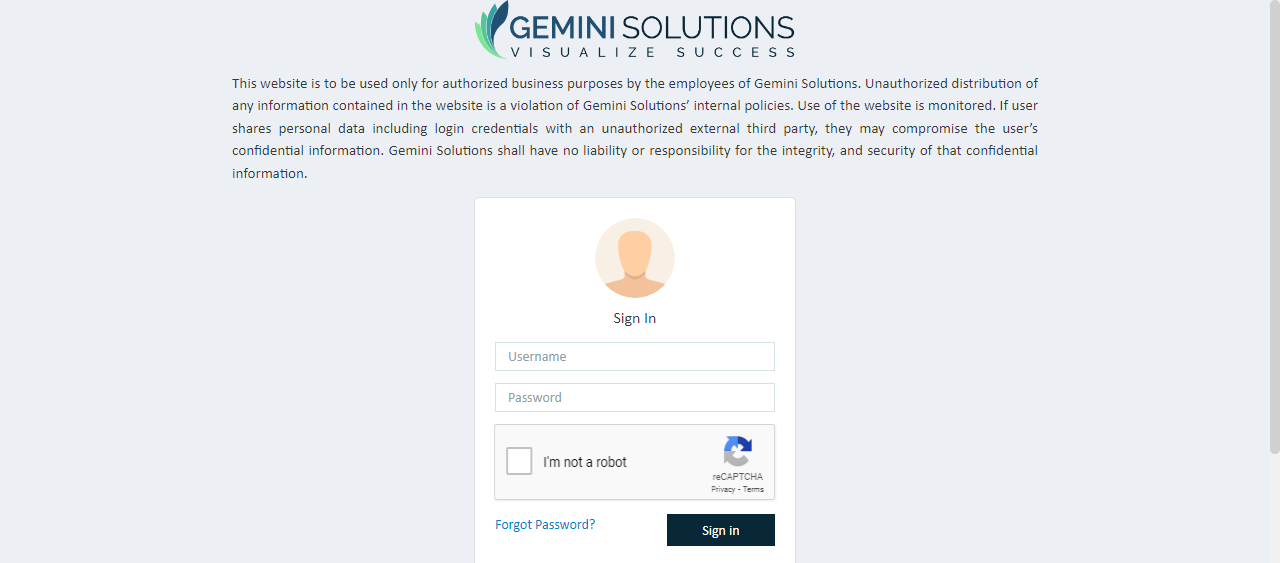 GEMINI SOLUTIONS
VISUALIZE SUCCESS
This website is to be used only for authorized business purposes by the employees of Gemini Solutions. Unauthorized distribution of
any information contained in the website is a violation of Gemini Solutions’ internal policies. Use of the website is monitored. If user
shares personal data including login credentials with an unauthorized external third party, they may compromise the user’s
confidential information. Gemini Solutions shall have no liability or responsibility for the integrity, and security of that confidential
information.
Sign In
Username
Password
I'm not a robot
reCAPTCHA
Privacy - Terms
Forgot Password?
Sign in